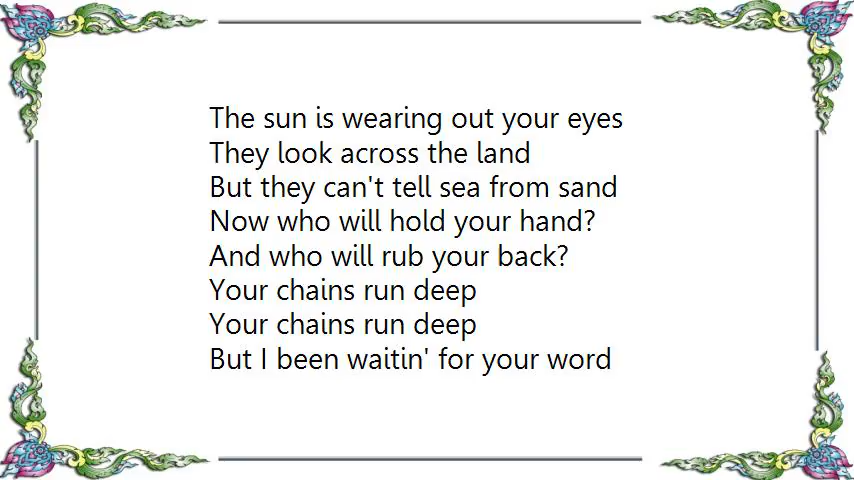 The sun is wearing out your eyes
They look across the land
But they can't tell sea from sand
Now who will hold your hand?
And who will rub your back?
Your chains run deep
Your chains run deep
But I been waitin' for your word